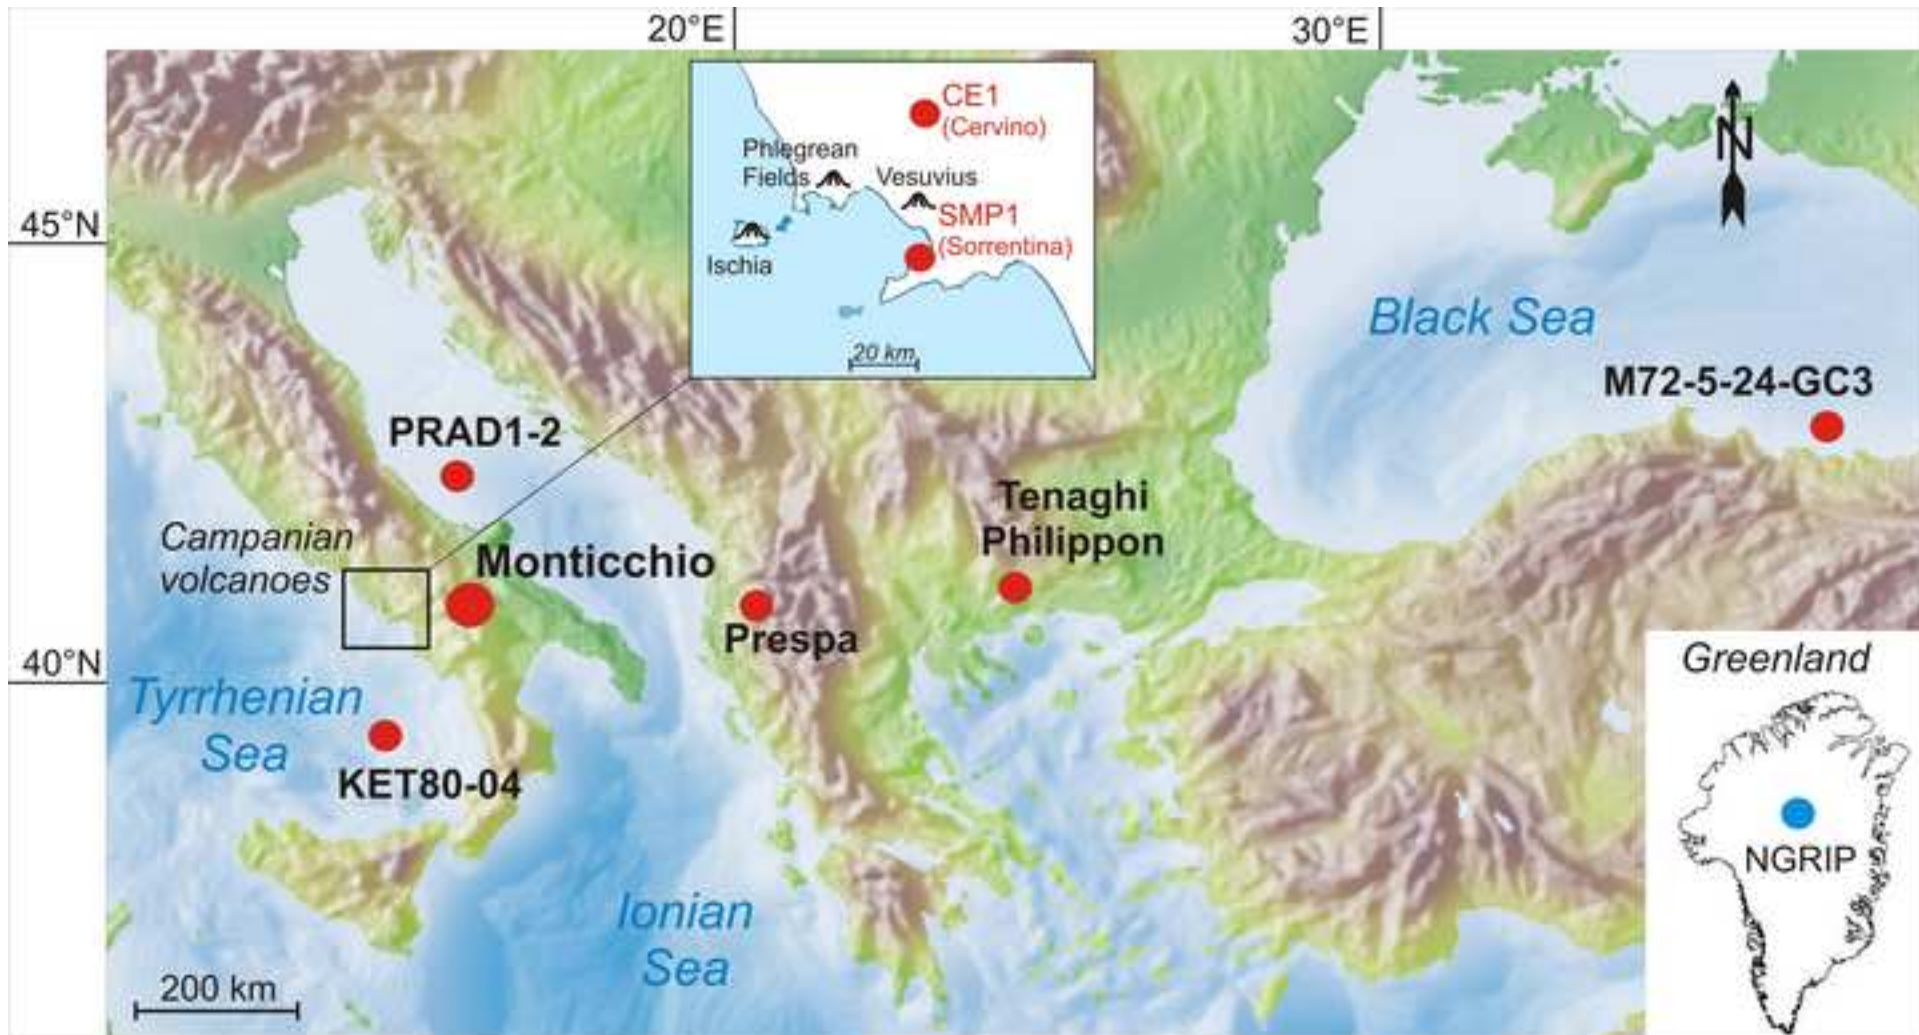 20°E
30°E
CE1
(Cervino)
Phlegrean
Fields
Vesuvius
SMP1
(Sorrentina)
Ischia
20 km
N
45°N
Black Sea
M72-5-24-GC3
PRAD1-2
Tenaghi
Philippon
Campanian
volcanoes
Monticchio
Prespa
40°N
Tyrrhenian
Sea
KET80-04
Greenland
NGRIP
Ionian
Sea
200 km